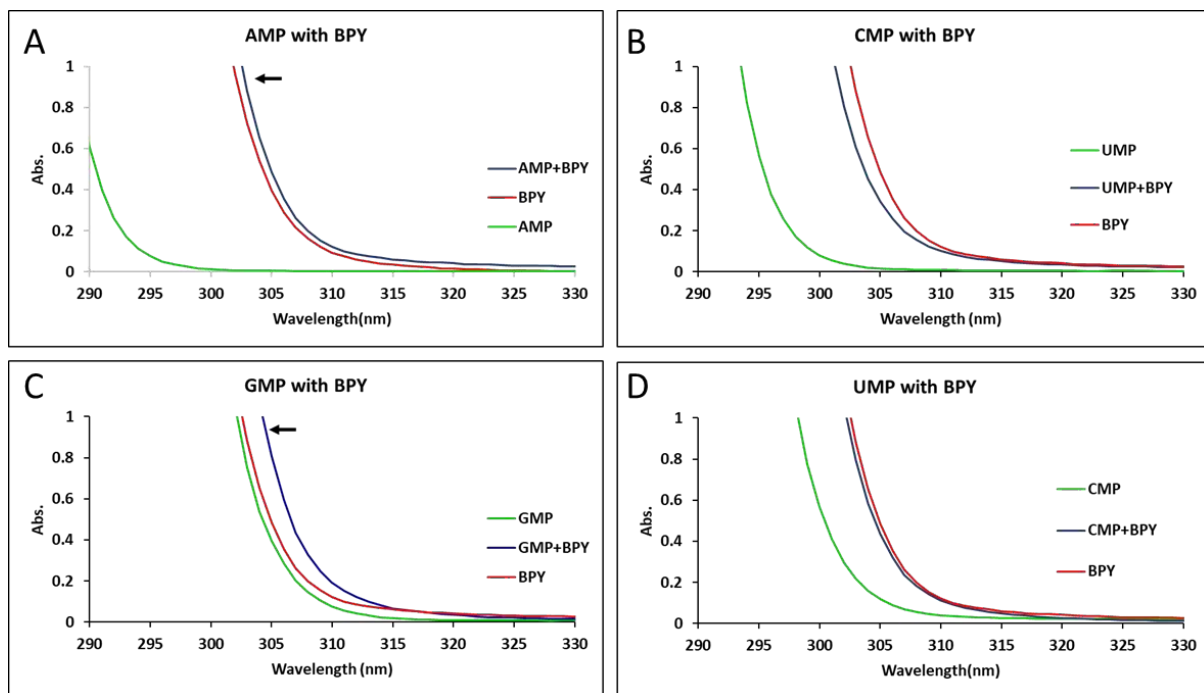 A
AMP with BPY
1
0.8
0.6
0.4
0.2
0
Abs.
290 295 300 305 310 315 320 325 330
Wavelength(nm)
AMP+BPY
BPY
AMP
B
CMP with BPY
1
0.8
0.6
0.4
0.2
0
Abs.
290 295 300 305 310 315 320 325 330
Wavelength (nm)
UMP
UMP+BPY
BPY
C
GMP with BPY
1
0.8
0.6
0.4
0.2
0
Abs.
290 295 300 305 310 315 320 325 330
Wavelength (nm)
GMP
GMP+BPY
BPY
D
UMP with BPY
1
0.8
0.6
0.4
0.2
0
Abs.
290 295 300 305 310 315 320 325 330
Wavelength (nm)
CMP
CMP+BPY
BPY